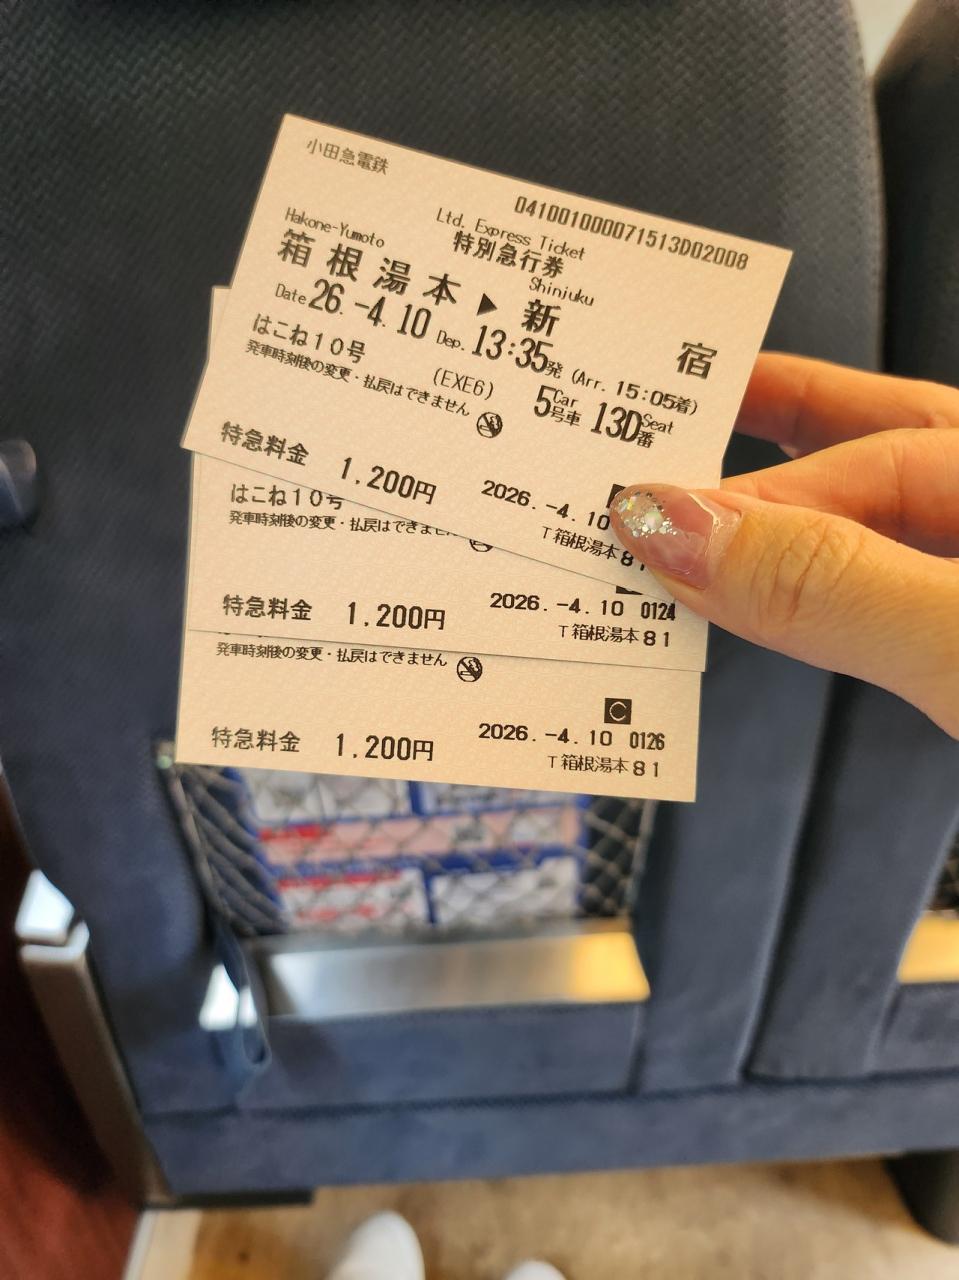 小田急電鉄
041001000071513D02008
Ltd. Express Ticket
特別急行券
Hakone-Yumoto Shinjuku
箱根湯本 ▶ 新宿
Date 26.-4.10 Dep. 13:35発 (Arr. 15:05着)
はこね10号 (EXE6) 5 Car 号車 13D Seat 番
発車時刻後の変更・払戻はできません
特急料金 1,200円
2026.-4.10
T箱根湯本81
はこね10号
発車時刻後の変更・払戻はできません
特急料金 1,200円
2026.-4.10 0124
T箱根湯本81
発車時刻後の変更・払戻はできません
C
特急料金 1,200円
2026.-4.10 0126
T箱根湯本81